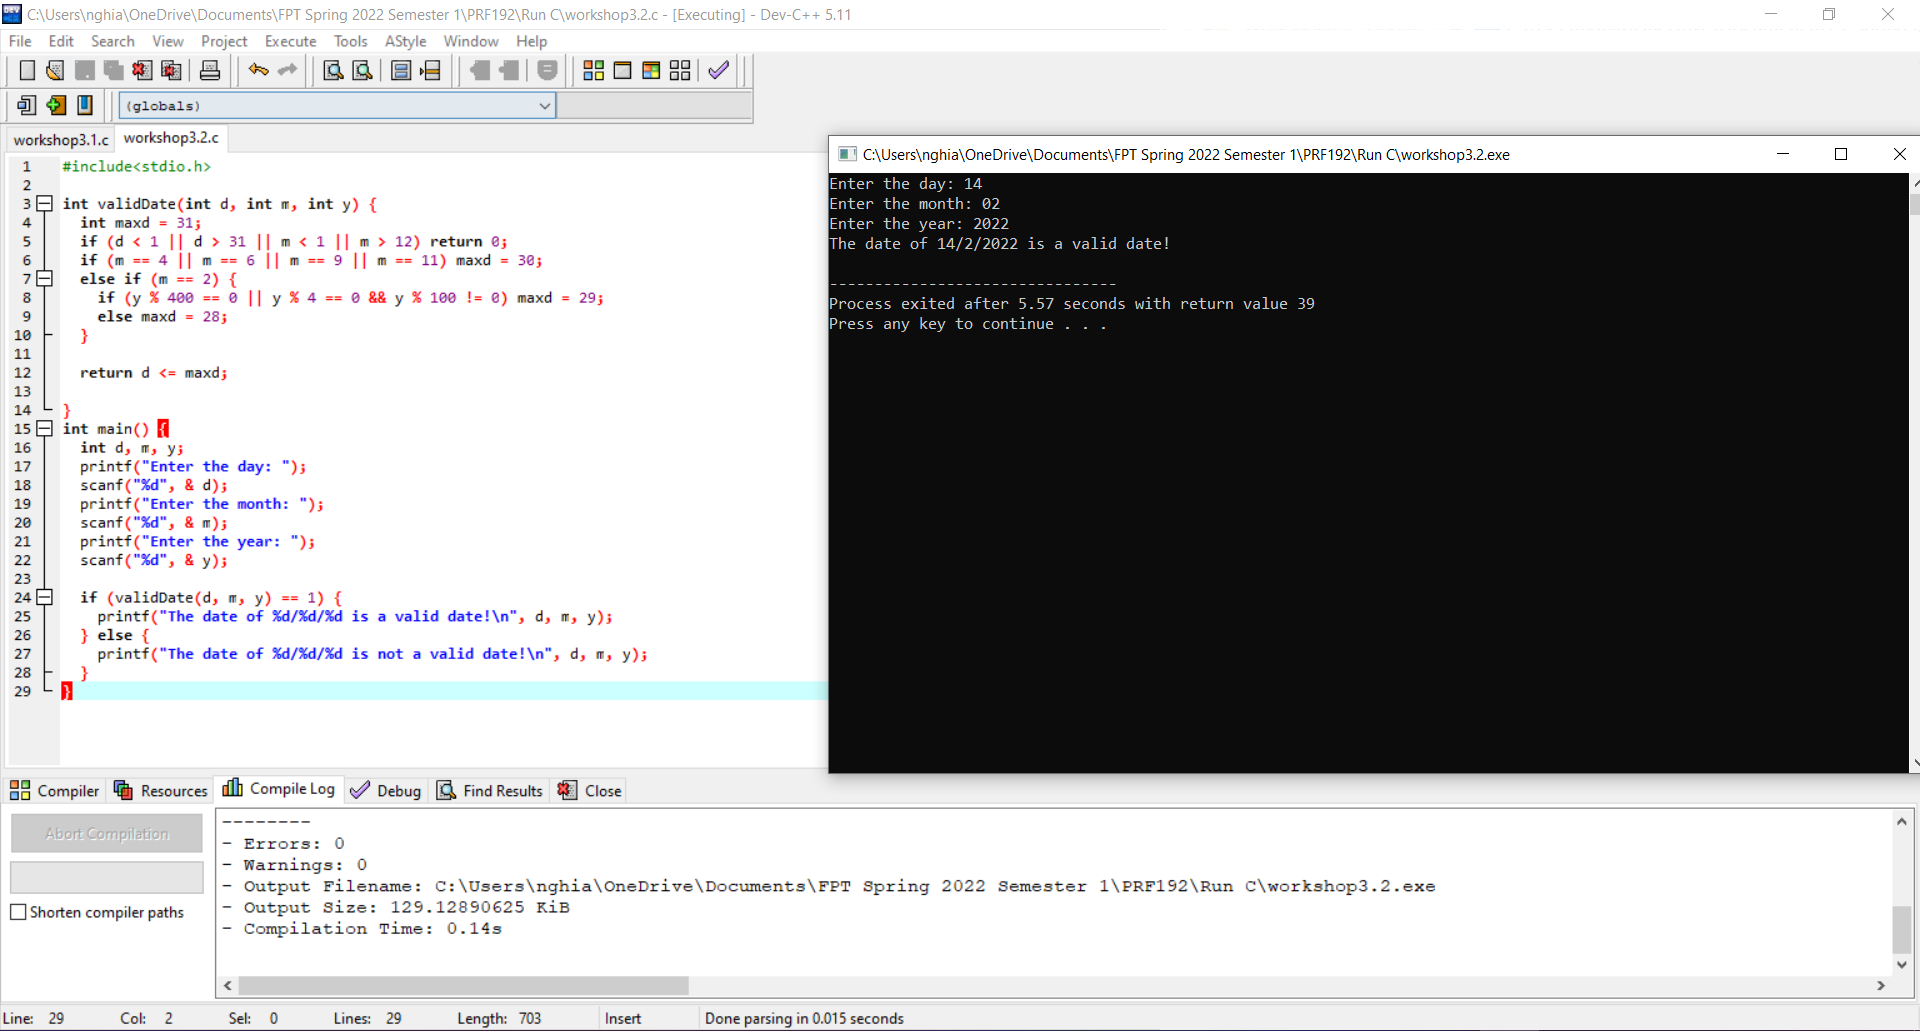 C:\Users\nghia\OneDrive\Documents\FPT Spring 2022 Semester 1\PRF192\Run C\workshop3.2.c - [Executing] - Dev-C++ 5.11
File Edit Search View Project Execute Tools AStyle Window Help
(globals)
workshop3.1.c workshop3.2.c
1 #include<stdio.h>
2
3 int validDate(int d, int m, int y) {
4 int maxd = 31;
5 if (d < 1 || d > 31 || m < 1 || m > 12) return 0;
6 if (m == 4 || m == 6 || m == 9 || m == 11) maxd = 30;
7 else if (m == 2) {
8 if (y % 400 == 0 || y % 4 == 0 && y % 100 != 0) maxd = 29;
9 else maxd = 28;
10 }
11
12 return d <= maxd;
13
14 }
15 int main() {
16 int d, m, y;
17 printf("Enter the day: ");
18 scanf("%d", & d);
19 printf("Enter the month: ");
20 scanf("%d", & m);
21 printf("Enter the year: ");
22 scanf("%d", & y);
23
24 if (validDate(d, m, y) == 1) {
25 printf("The date of %d/%d/%d is a valid date!\n", d, m, y);
26 } else {
27 printf("The date of %d/%d/%d is not a valid date!\n", d, m, y);
28 }
29 }
C:\Users\nghia\OneDrive\Documents\FPT Spring 2022 Semester 1\PRF192\Run C\workshop3.2.exe
Enter the day: 14
Enter the month: 02
Enter the year: 2022
The date of 14/2/2022 is a valid date!
--------------------------------
Process exited after 5.57 seconds with return value 39
Press any key to continue . . .
Compiler Resources Compile Log Debug Find Results Close
Abort Compilation
Shorten compiler paths
--------
- Errors: 0
- Warnings: 0
- Output Filename: C:\Users\nghia\OneDrive\Documents\FPT Spring 2022 Semester 1\PRF192\Run C\workshop3.2.exe
- Output Size: 129.12890625 KiB
- Compilation Time: 0.14s
Line: 29 Col: 2 Sel: 0 Lines: 29 Length: 703 Insert Done parsing in 0.015 seconds